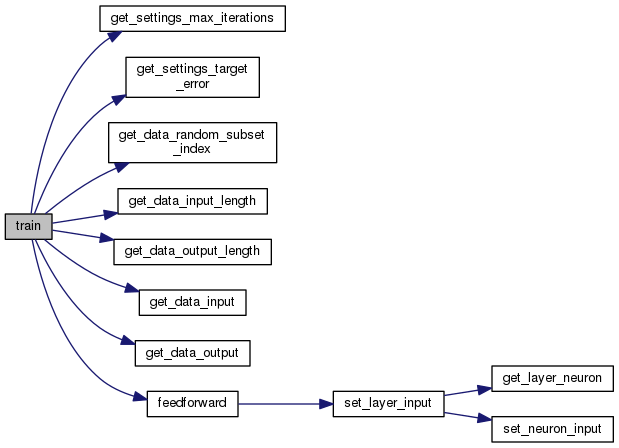 get_settings_max_iterations
get_settings_target
_error
get_data_random_subset
_index
get_data_input_length
train
get_data_output_length
get_data_input
get_data_output
feedforward
set_layer_input
get_layer_neuron
set_neuron_input